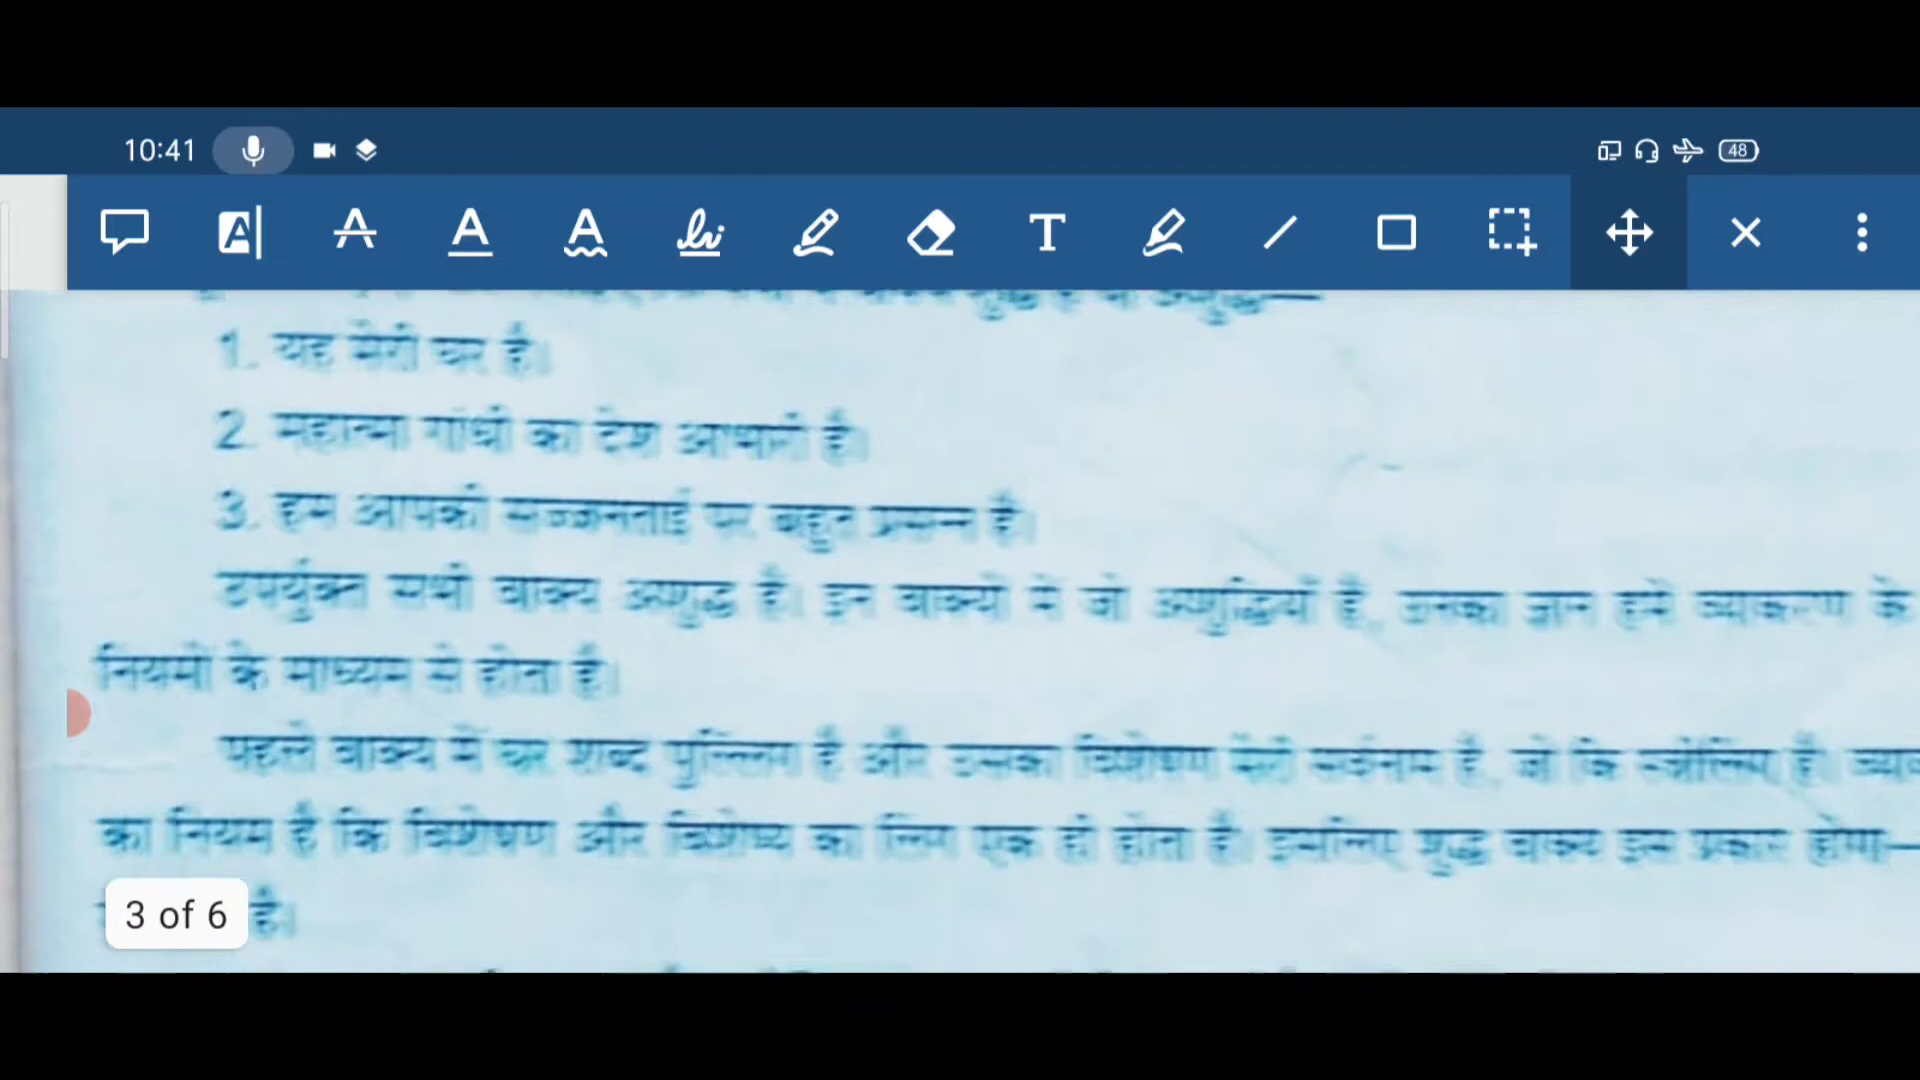 10:41
48
T
1. यह मेरी घर है।
2. महात्मा गांधी का देश आभारी है।
3. हम आपकी सज्जनताई पर बहुत प्रसन्न है।
उपर्युक्त सभी वाक्य अशुद्ध है। इन वाक्यों में जो अशुद्धियाँ है, उनका ज्ञान हमें व्याकरण के
नियमों के माध्यम से होता है।
पहले वाक्य में घर शब्द पुल्लिंग है और उसका विशेषण मेरी सर्वनाम है, जो कि स्त्रीलिंग है।
का नियम है कि विशेषण और विशेष्य का लिंग एक ही होता है। इसलिए शुद्ध वाक्य इस प्रकार होगा—
है।
3 of 6